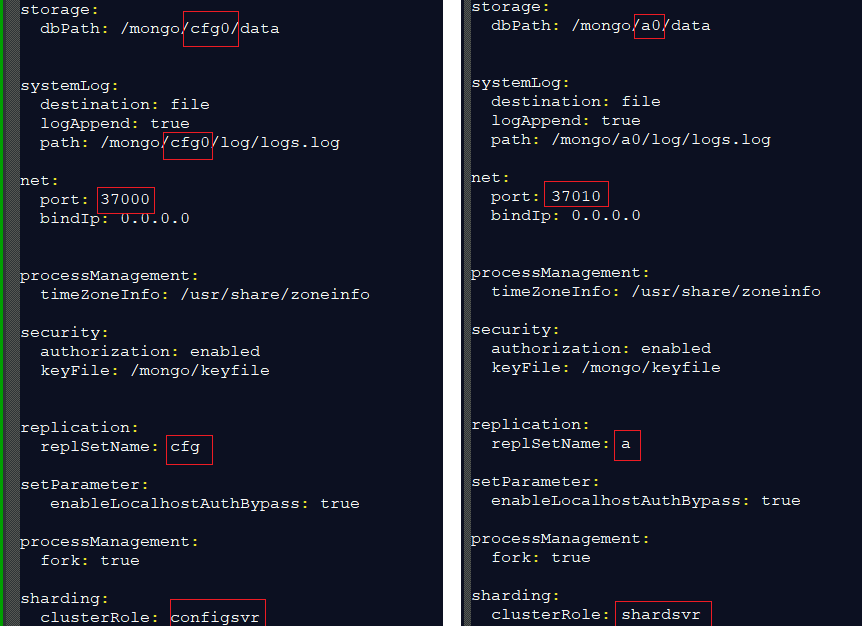 storage:
dbPath: /mongo/cfg0/data
systemLog:
destination: file
logAppend: true
path: /mongo/cfg0/log/logs.log
net:
port: 37000
bindIp: 0.0.0.0
processManagement:
timeZoneInfo: /usr/share/zoneinfo
security:
authorization: enabled
keyFile: /mongo/keyfile
replication:
replSetName: cfg
setParameter:
enableLocalhostAuthBypass: true
processManagement:
fork: true
sharding:
clusterRole: configsvr
storage:
dbPath: /mongo/a0/data
systemLog:
destination: file
logAppend: true
path: /mongo/a0/log/logs.log
net:
port: 37010
bindIp: 0.0.0.0
processManagement:
timeZoneInfo: /usr/share/zoneinfo
security:
authorization: enabled
keyFile: /mongo/keyfile
replication:
replSetName: a
setParameter:
enableLocalhostAuthBypass: true
processManagement:
fork: true
sharding:
clusterRole: shardsvr